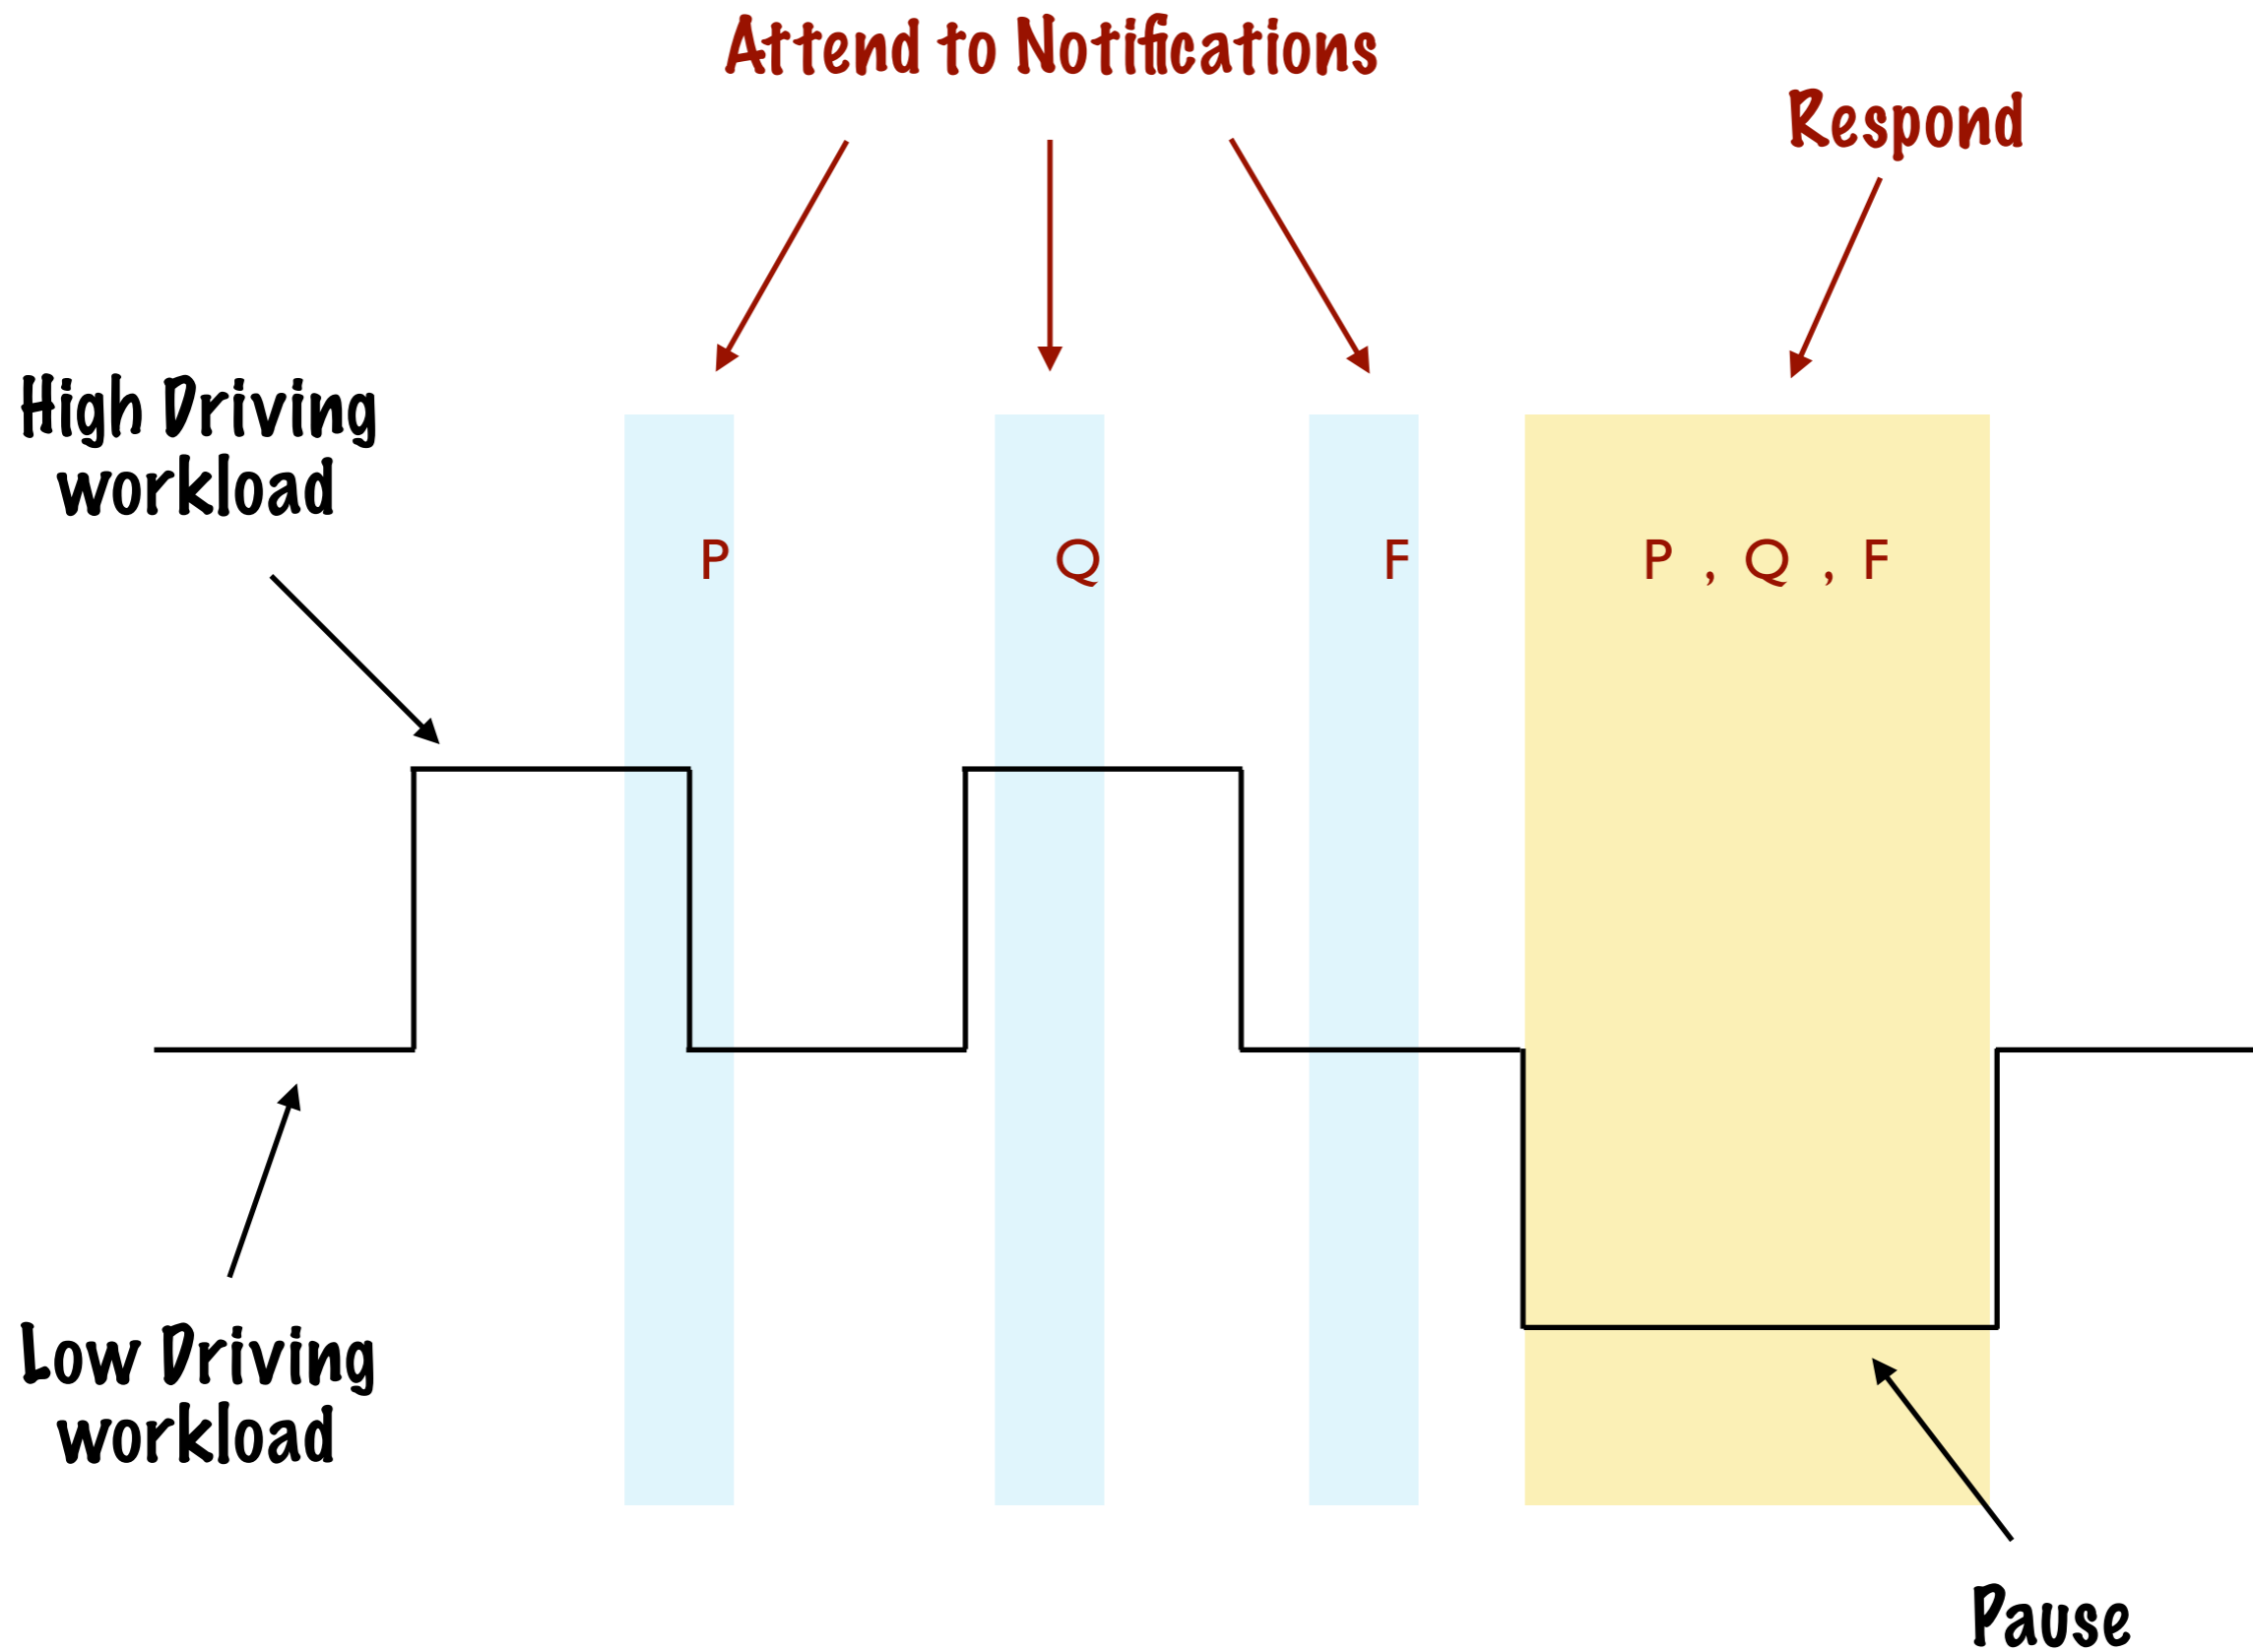 Attend to Notifications
Respond
High Driving
workload
P
Q
F
P , Q , F
Low Driving
workload
Pause